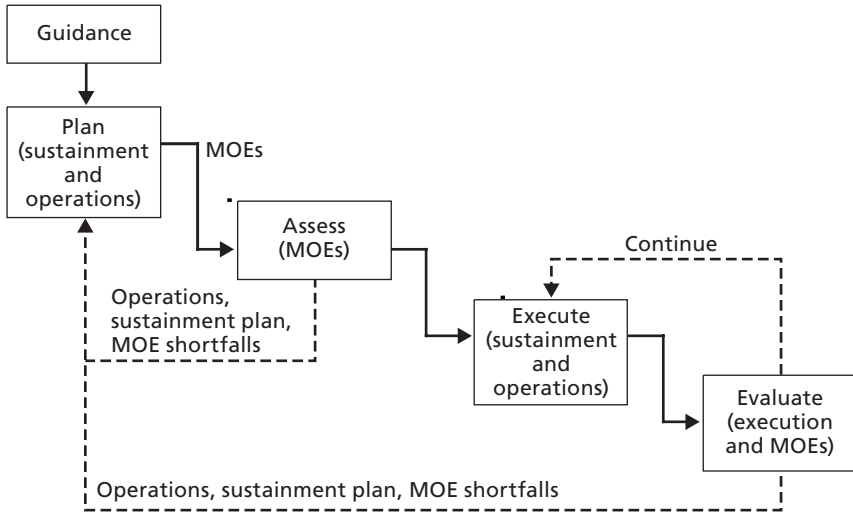 Guidance
Plan
(sustainment
and
operations)
MOEs
Assess
(MOEs)
Operations,
sustainment plan,
MOE shortfalls
Continue
Execute
(sustainment
and
operations)
Evaluate
(execution
and MOEs)
Operations, sustainment plan, MOE shortfalls